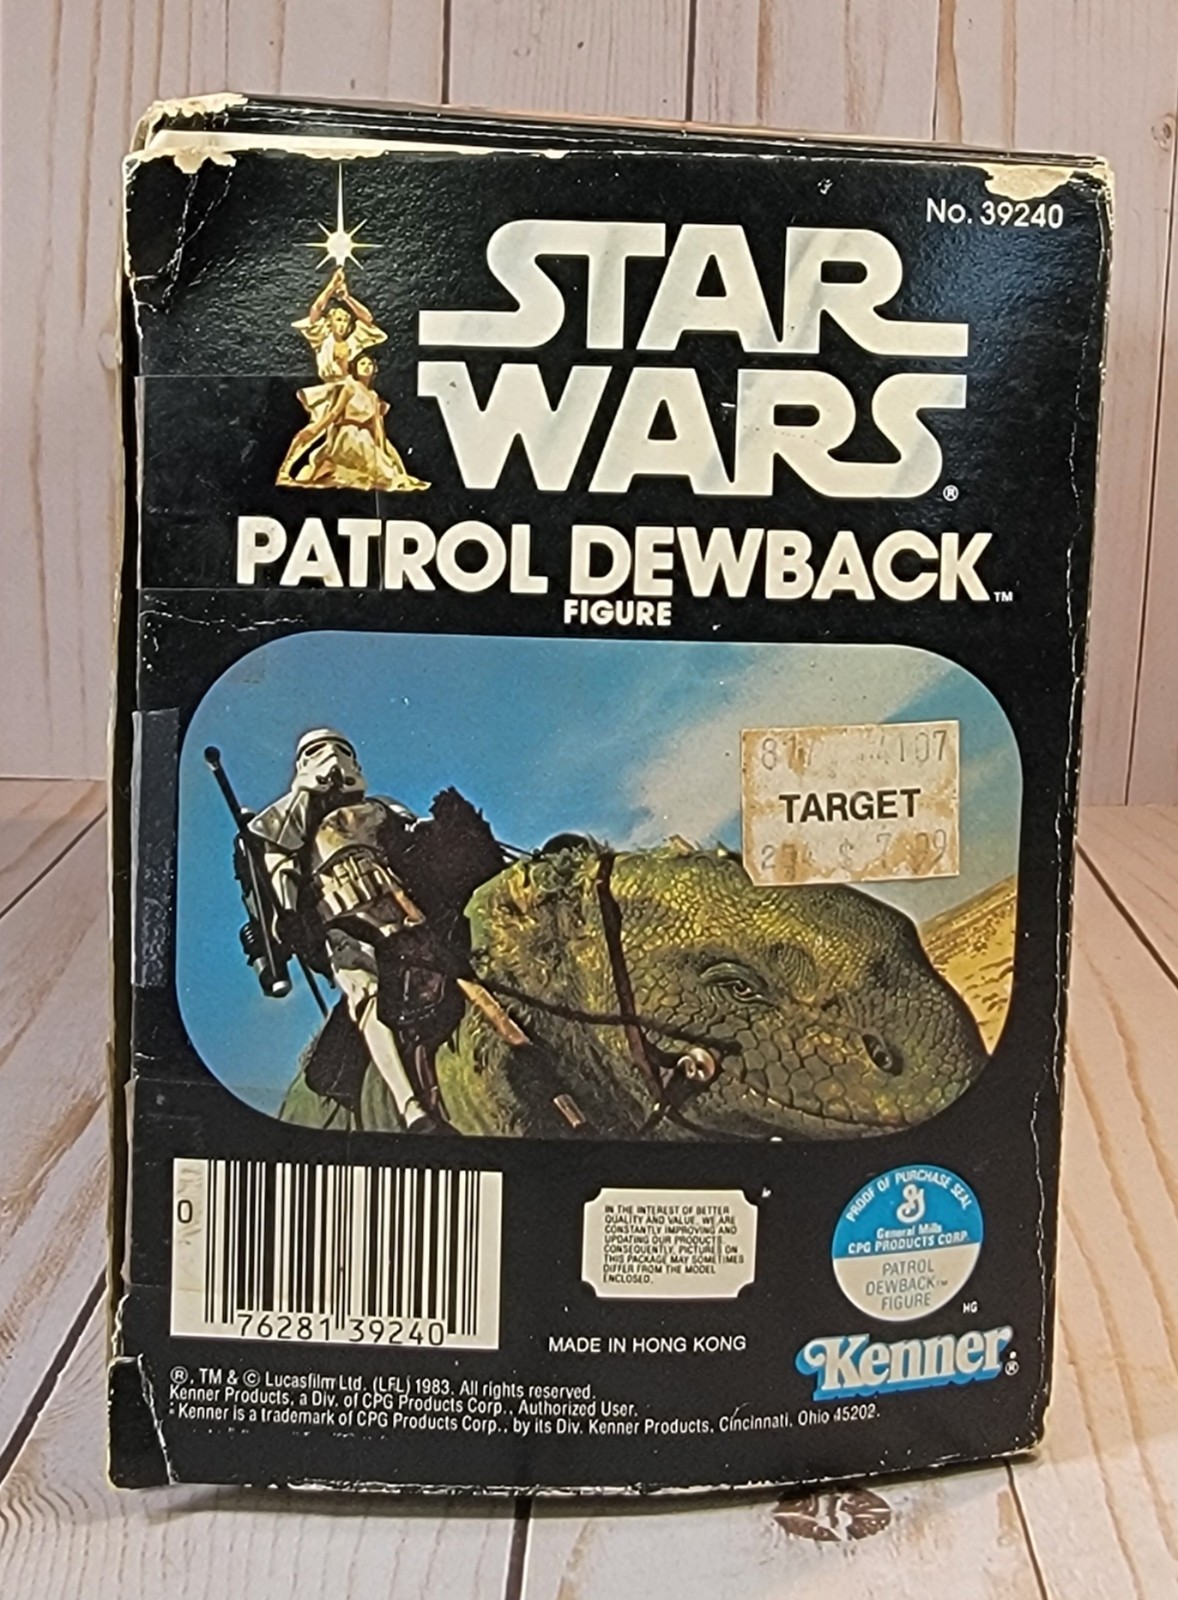 No. 39240
STAR
WARS®
PATROL DEWBACK™
FIGURE
TARGET
0
76281 39240
IN THE INTEREST OF BETTER
QUALITY AND VALUE, WE ARE
CONSTANTLY IMPROVING AND
UPDATING OUR PRODUCTS.
CONSEQUENTLY, PICTURES ON
THIS PACKAGE MAY SOMETIMES
DIFFER FROM THE MODEL
ENCLOSED.
MADE IN HONG KONG
PROOF OF PURCHASE SEAL
General Mills
CPG PRODUCTS CORP.
PATROL
DEWBACK™
FIGURE
HG
Kenner®
®, TM & © Lucasfilm Ltd. (LFL) 1983. All rights reserved.
Kenner Products, a Div. of CPG Products Corp., Authorized User.
Kenner is a trademark of CPG Products Corp., by its Div. Kenner Products, Cincinnati, Ohio 45202.